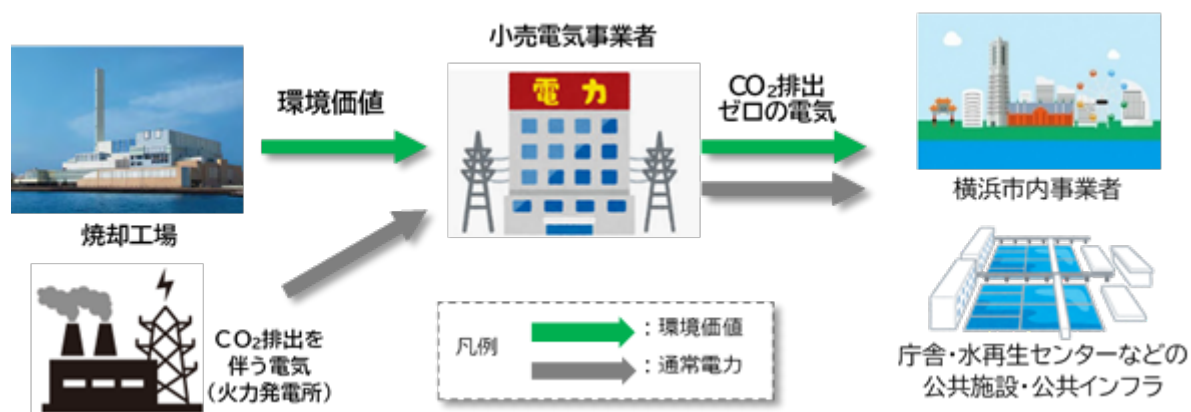 小売電気事業者
電力
環境価値
CO₂排出
ゼロの電気
横浜市内事業者
焼却工場
CO₂排出を
伴う電気
(火力発電所)
凡例
:環境価値
:通常電力
庁舎・水再生センターなどの
公共施設・公共インフラ